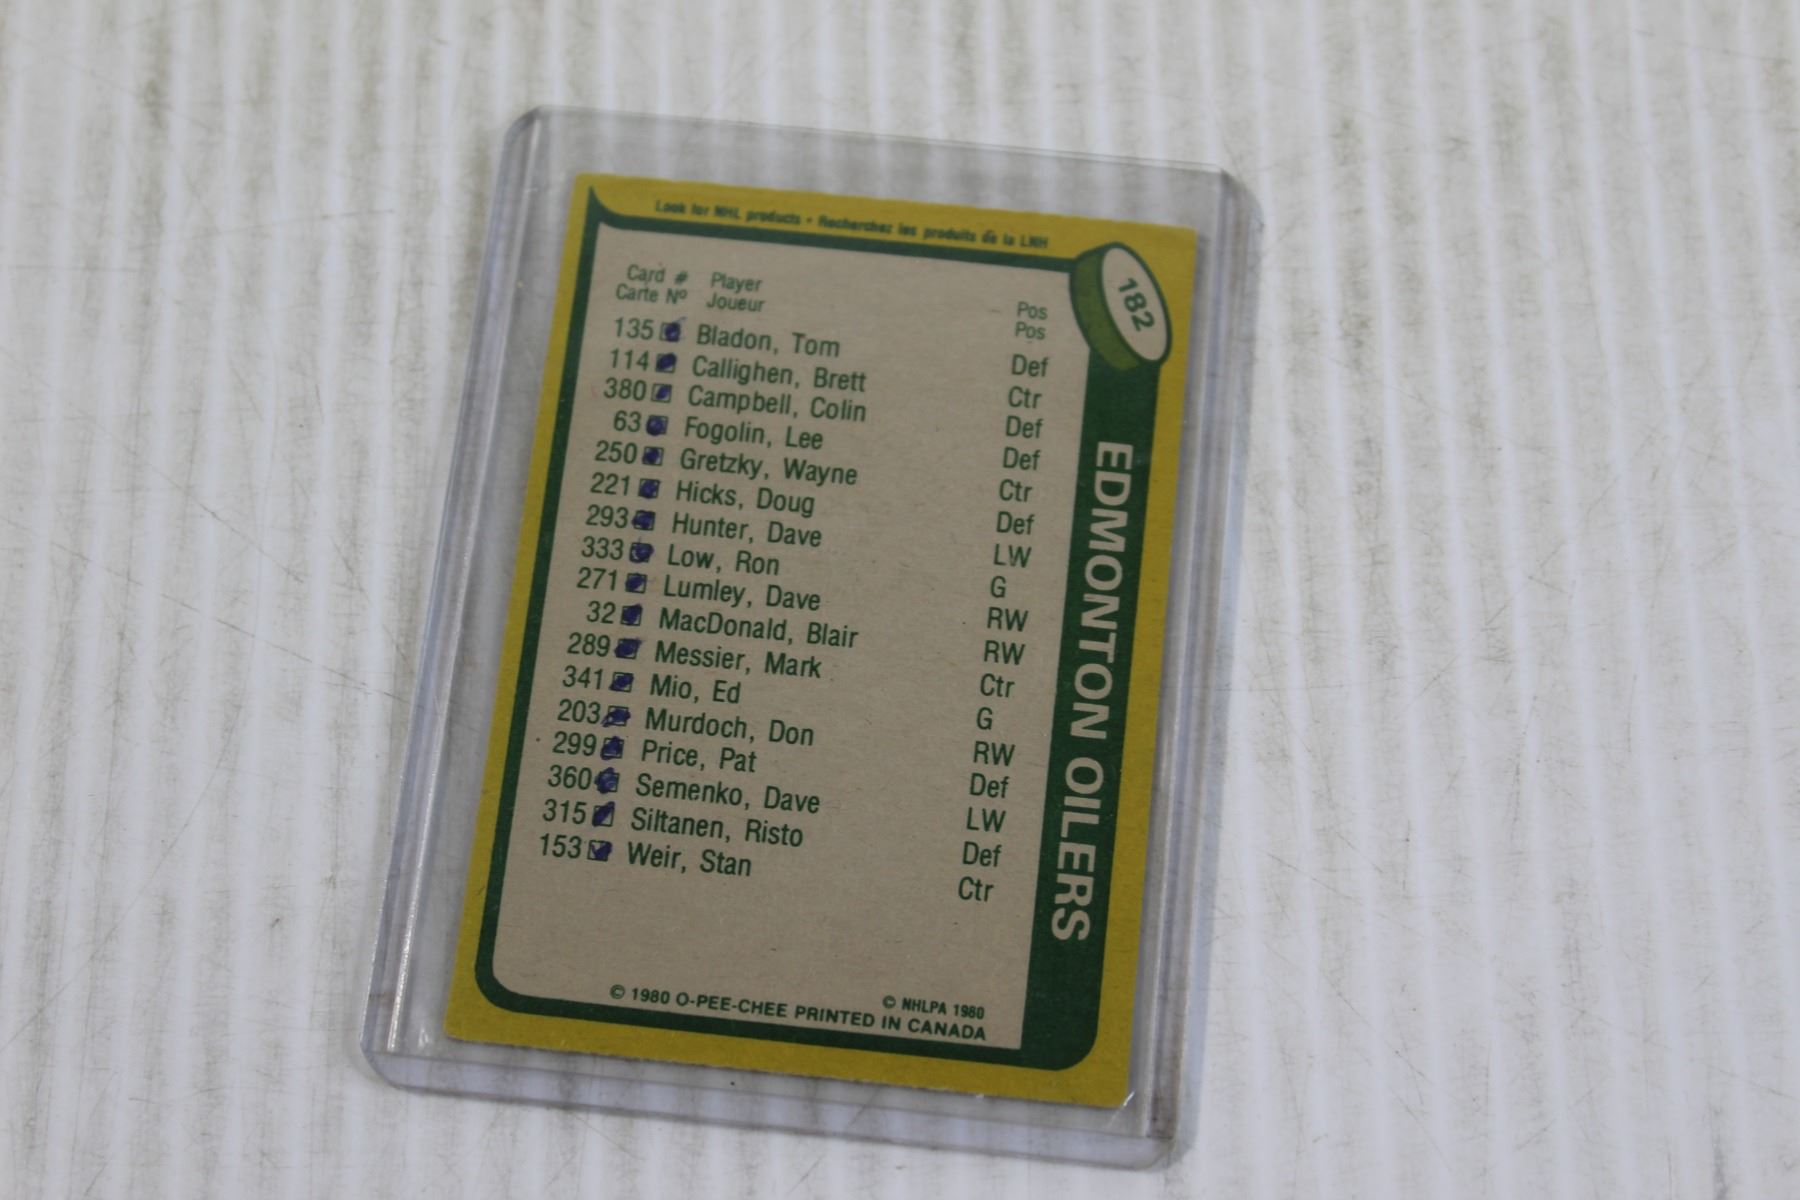 Look for NHL products • Recherchez les produits de la LNH
182
Card # Player Pos
Carte Nº Joueur Pos
135 Bladon, Tom Def
114 Callighen, Brett Ctr
380 Campbell, Colin Def
63 Fogolin, Lee Def
250 Gretzky, Wayne Ctr
221 Hicks, Doug Def
293 Hunter, Dave LW
333 Low, Ron G
271 Lumley, Dave RW
32 MacDonald, Blair RW
289 Messier, Mark Ctr
341 Mio, Ed G
203 Murdoch, Don RW
299 Price, Pat Def
360 Semenko, Dave LW
315 Siltanen, Risto Def
153 Weir, Stan Ctr
EDMONTON OILERS
© NHLPA 1980
© 1980 O-PEE-CHEE PRINTED IN CANADA